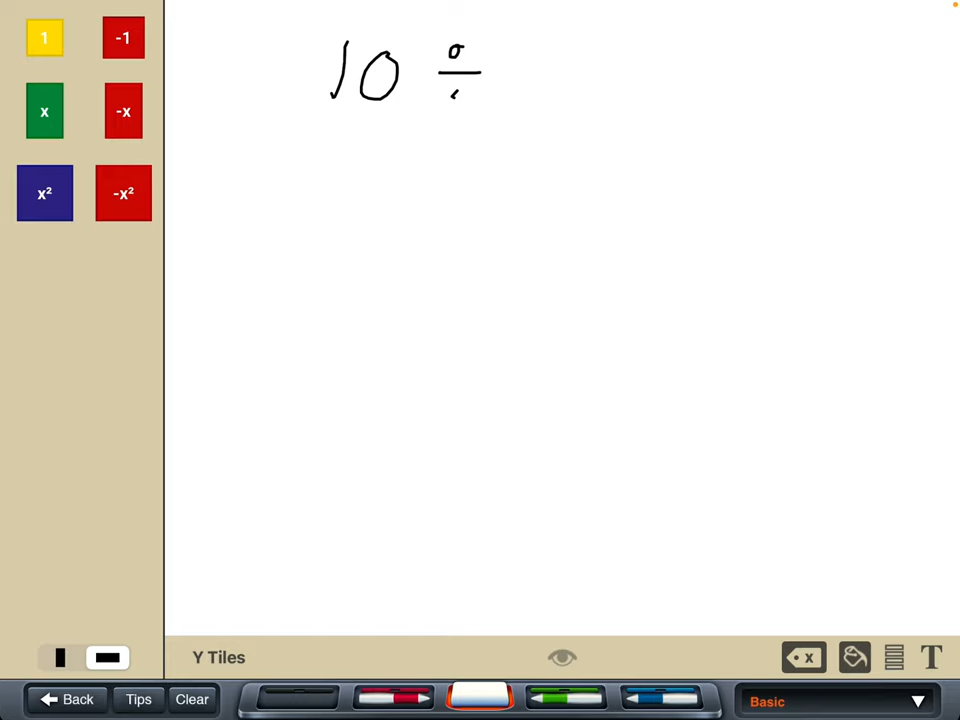 1 -1
10 ÷
x -x
x² -x²
Y Tiles
x T
Back Tips Clear Basic